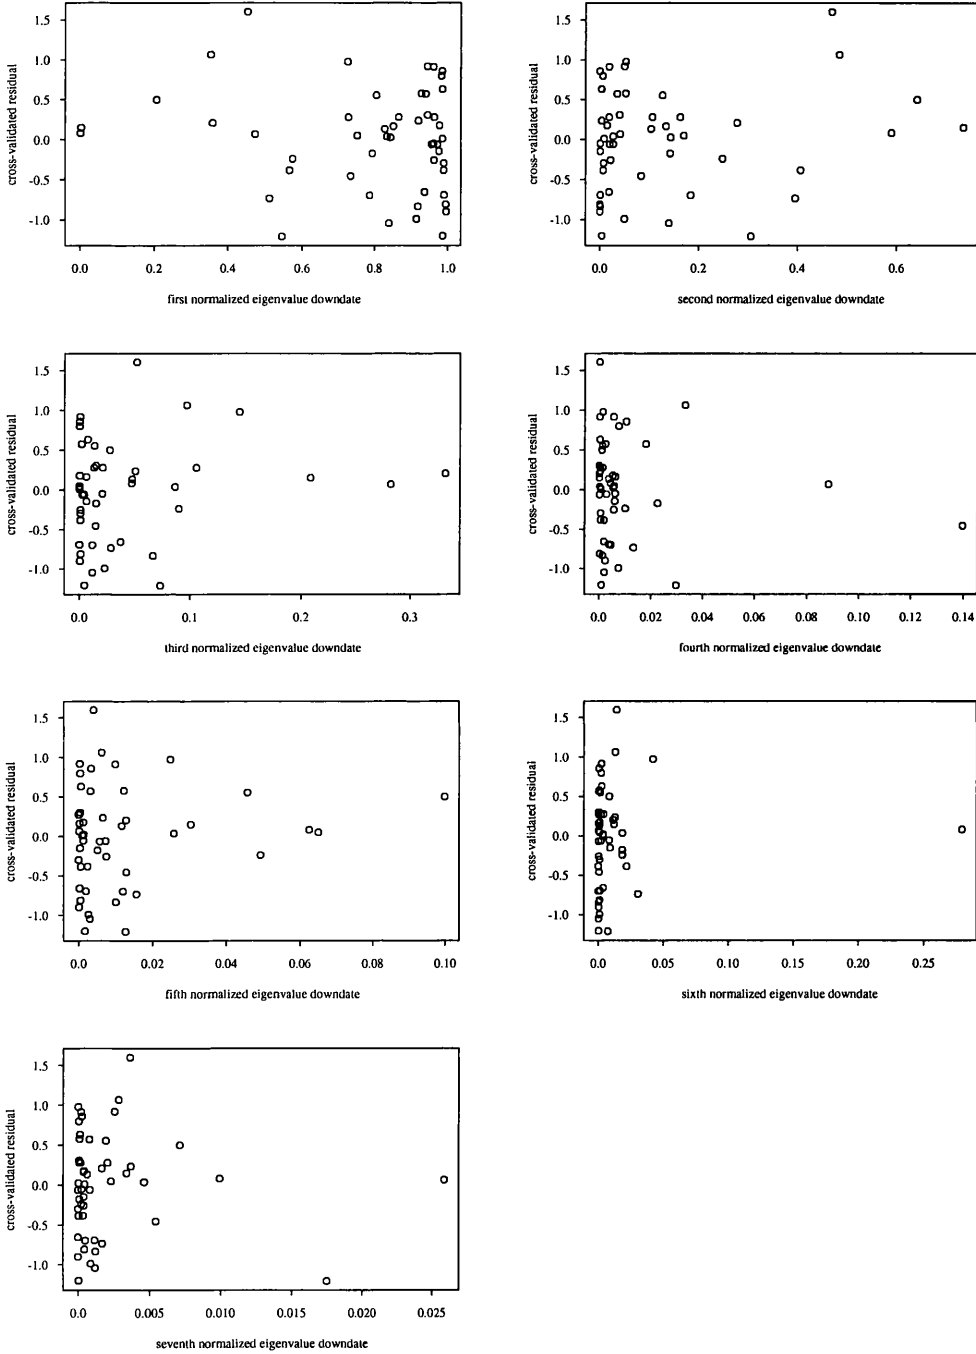 1.5
1.0
0.5
0.0
-0.5
-1.0
cross-validated residual
0.0 0.2 0.4 0.6 0.8 1.0
first normalized eigenvalue downdate
1.5
1.0
0.5
0.0
-0.5
-1.0
cross-validated residual
0.0 0.2 0.4 0.6
second normalized eigenvalue downdate
1.5
1.0
0.5
0.0
-0.5
-1.0
cross-validated residual
0.0 0.1 0.2 0.3
third normalized eigenvalue downdate
1.5
1.0
0.5
0.0
-0.5
-1.0
cross-validated residual
0.0 0.02 0.04 0.06 0.08 0.10 0.12 0.14
fourth normalized eigenvalue downdate
1.5
1.0
0.5
0.0
-0.5
-1.0
cross-validated residual
0.0 0.02 0.04 0.06 0.08 0.10
fifth normalized eigenvalue downdate
1.5
1.0
0.5
0.0
-0.5
-1.0
cross-validated residual
0.0 0.05 0.10 0.15 0.20 0.25
sixth normalized eigenvalue downdate
1.5
1.0
0.5
0.0
-0.5
-1.0
cross-validated residual
0.0 0.005 0.010 0.015 0.020 0.025
seventh normalized eigenvalue downdate